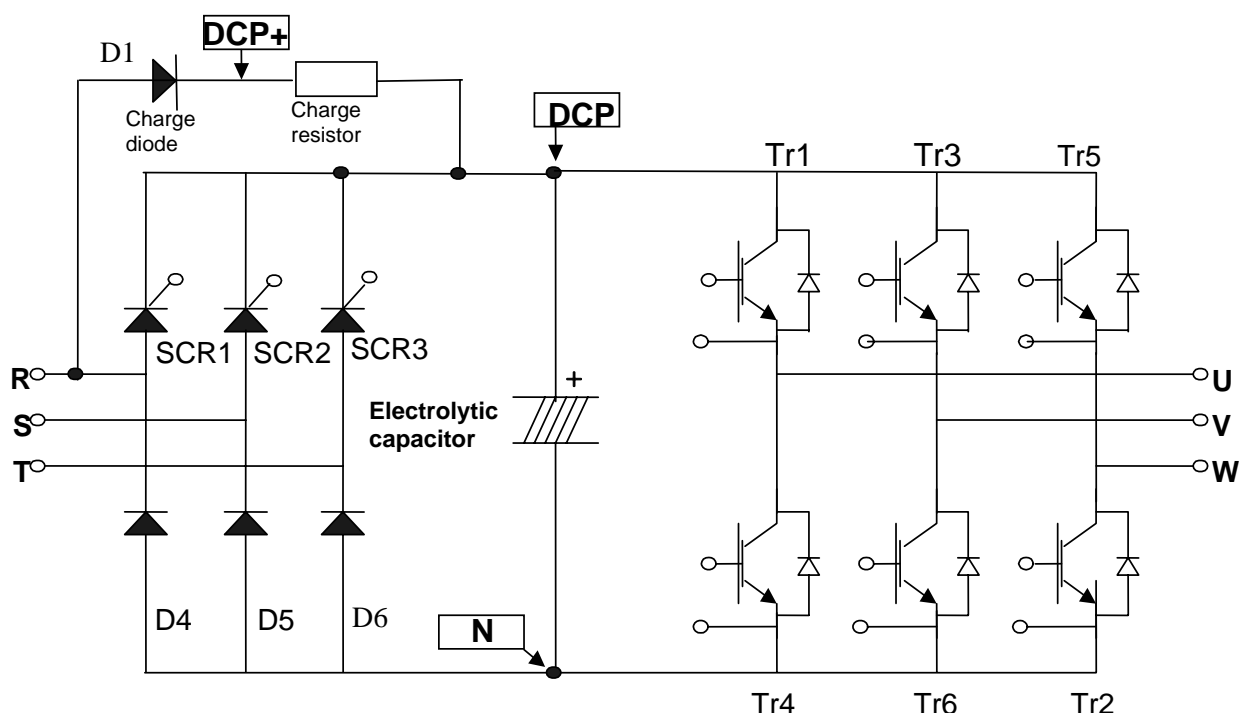 D1
DCP+
Charge
diode
Charge
resistor
DCP
Tr1
Tr3
Tr5
SCR1
SCR2
SCR3
R
S
T
+
Electrolytic
capacitor
U
V
W
D4
D5
D6
N
Tr4
Tr6
Tr2